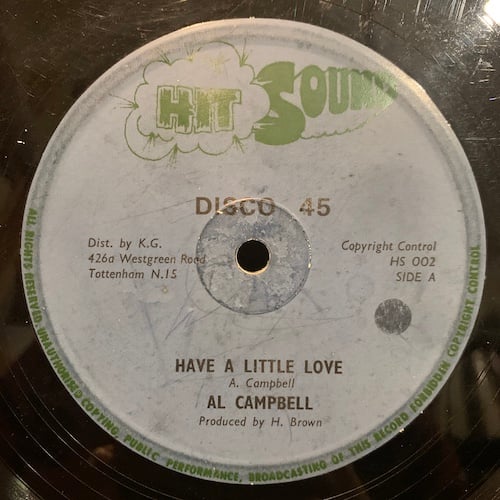 HIT SOUND
DISCO 45
Dist. by K.G.
426a Westgreen Road
Tottenham N.15
Copyright Control
HS 002
SIDE A
HAVE A LITTLE LOVE
A. Campbell
AL CAMPBELL
Produced by H. Brown
ALL RIGHTS RESERVED. UNAUTHORISED COPYING, PUBLIC PERFORMANCE, BROADCASTING OF THIS RECORD FORBIDDEN COPYRIGHT CONTROL.